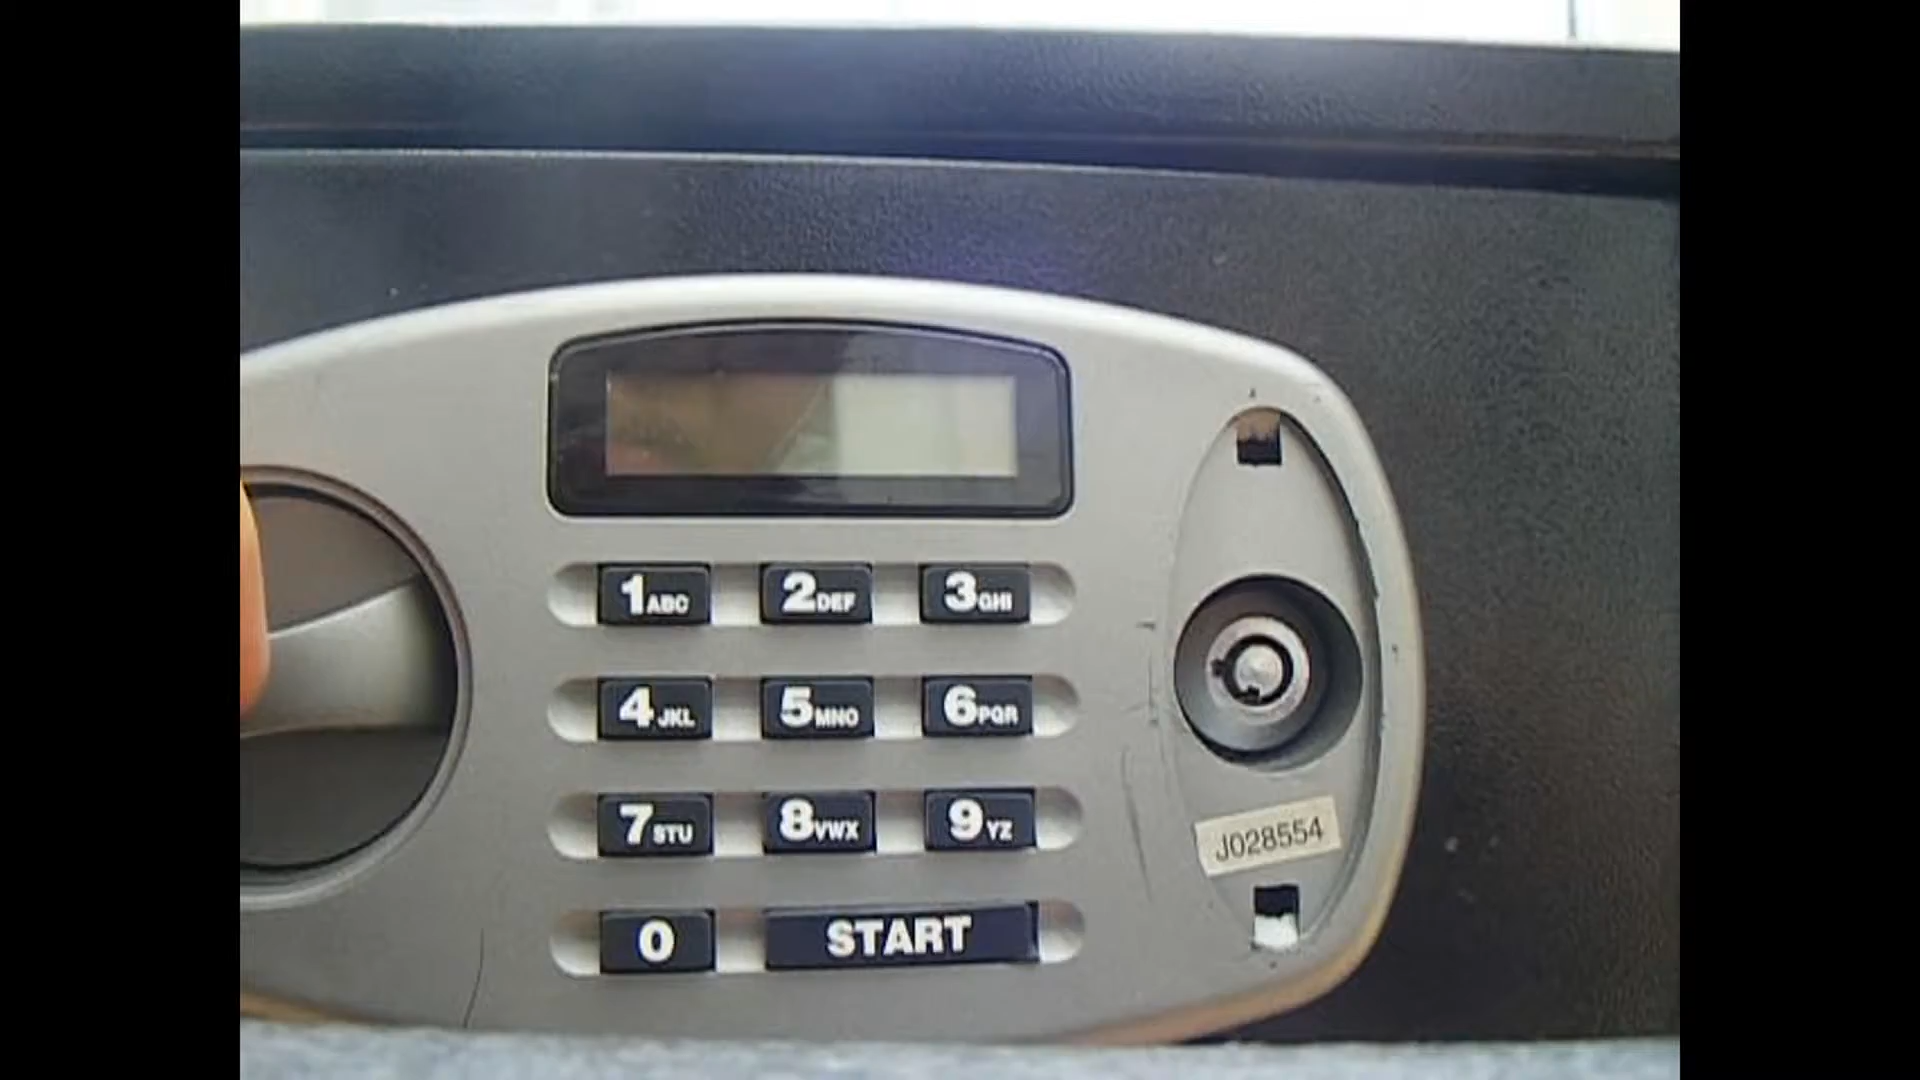 1ABC 2DEF 3GHI
4JKL 5MNO 6PQR
7STU 8VWX 9YZ
J028554
0 START